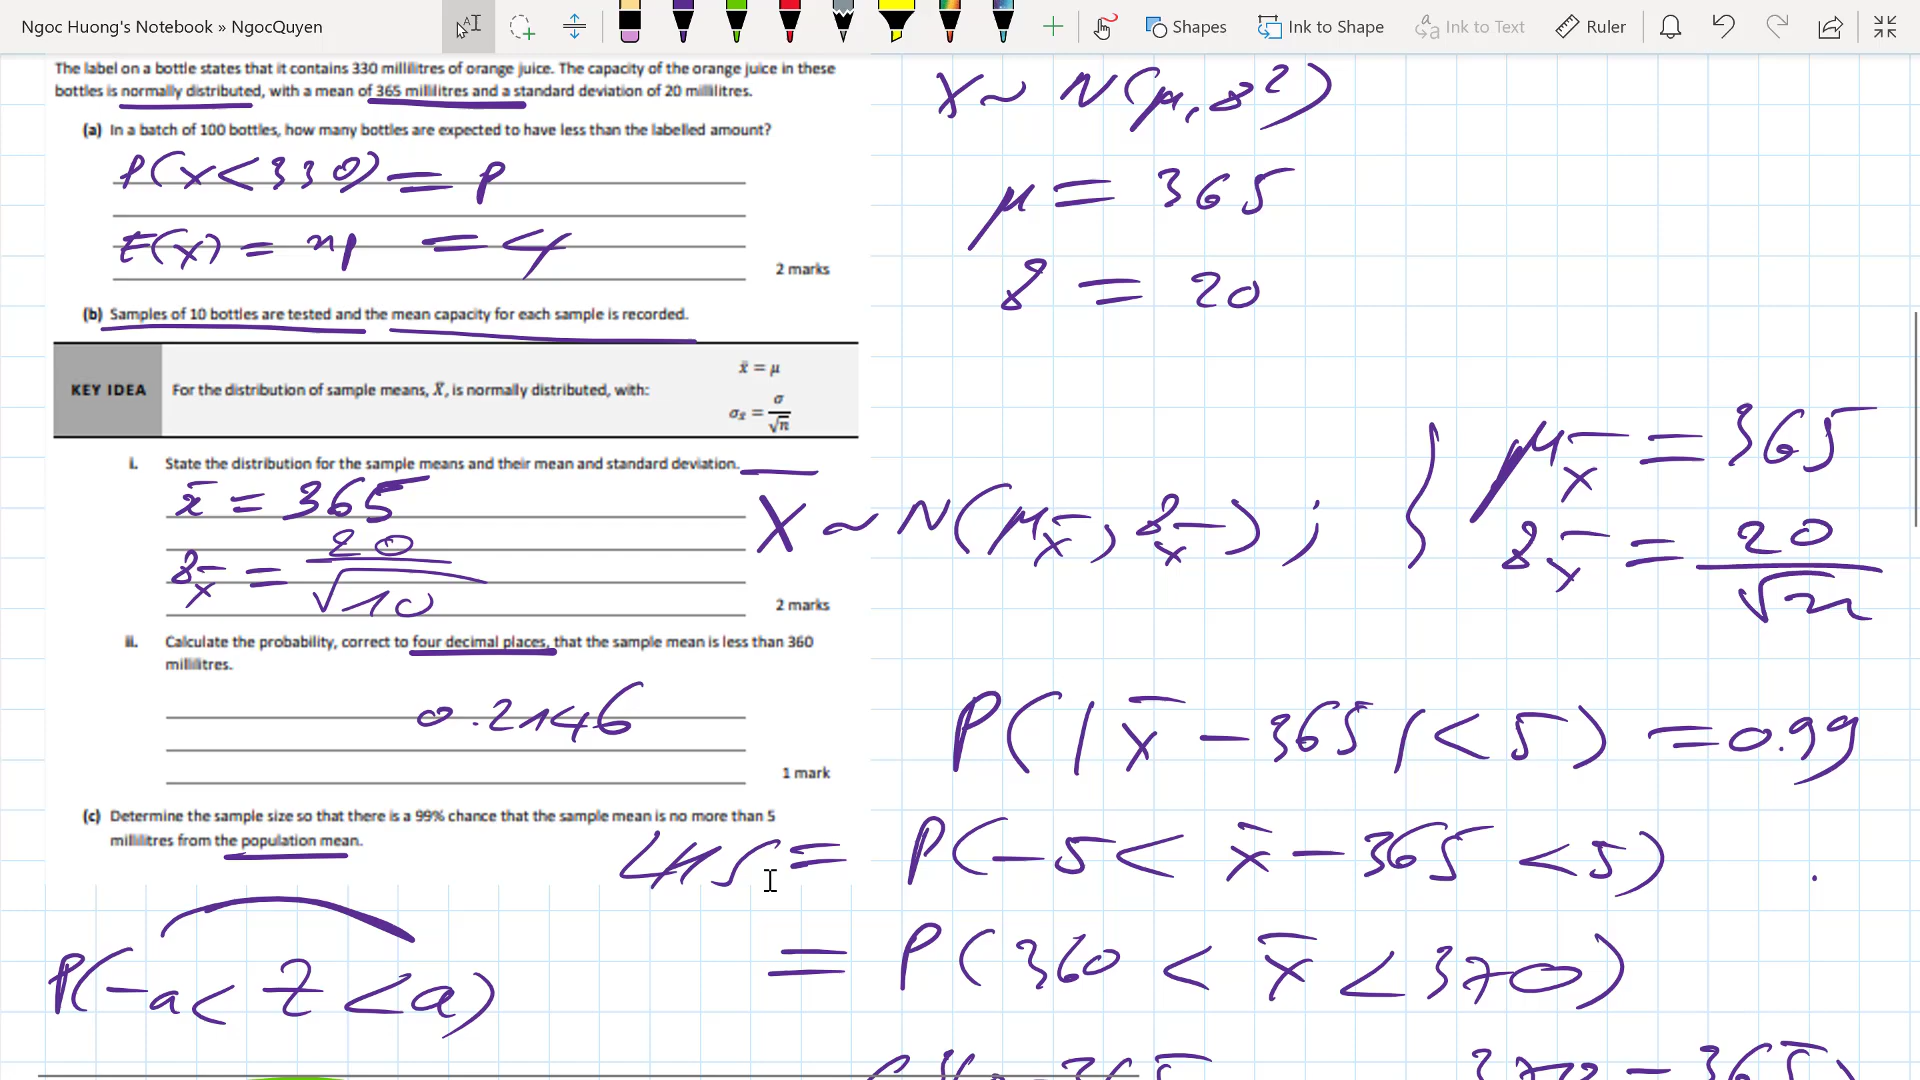 Ngoc Huong's Notebook » NgocQuyen
Shapes
Ink to Shape
Ink to Text
Ruler
The label on a bottle states that it contains 330 millilitres of orange juice. The capacity of the orange juice in these
bottles is normally distributed, with a mean of 365 millilitres and a standard deviation of 20 millilitres.
(a) In a batch of 100 bottles, how many bottles are expected to have less than the labelled amount?
P(X<330) = p
E(X) = np = 4
2 marks
(b) Samples of 10 bottles are tested and the mean capacity for each sample is recorded.
KEY IDEA
For the distribution of sample means, X̄, is normally distributed, with:
x̄ = μ
σx̄ = σ/√n
i. State the distribution for the sample means and their mean and standard deviation.
x̄ = 365
σx̄ = 20/√10
2 marks
ii. Calculate the probability, correct to four decimal places, that the sample mean is less than 360
millilitres.
0.2146
1 mark
(c) Determine the sample size so that there is a 99% chance that the sample mean is no more than 5
millilitres from the population mean.
P(-a < Z < a)
X ~ N(μ, σ²)
μ = 365
σ = 20
X̄ ~ N(μx̄, σx̄) ; { μx̄ = 365
σx̄ = 20/√n
P(|x̄ - 365| < 5) = 0.99
LHS = P(-5 < x̄ - 365 < 5)
= P(360 < x̄ < 370)